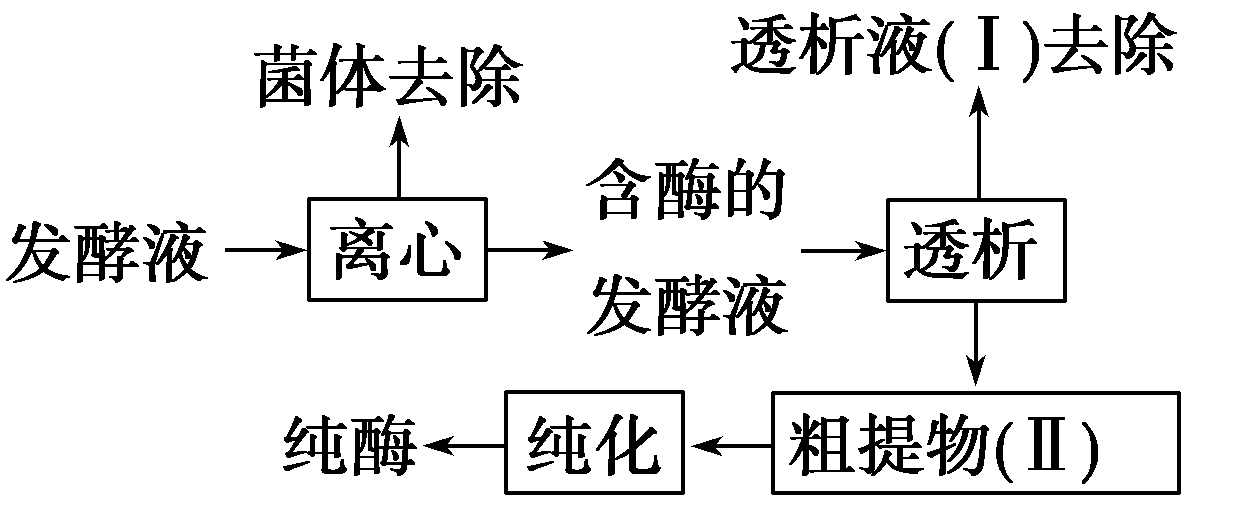 菌体去除
透析液(Ⅰ)去除
发酵液
离心
含酶的
发酵液
透析
纯酶
纯化
粗提物(Ⅱ)